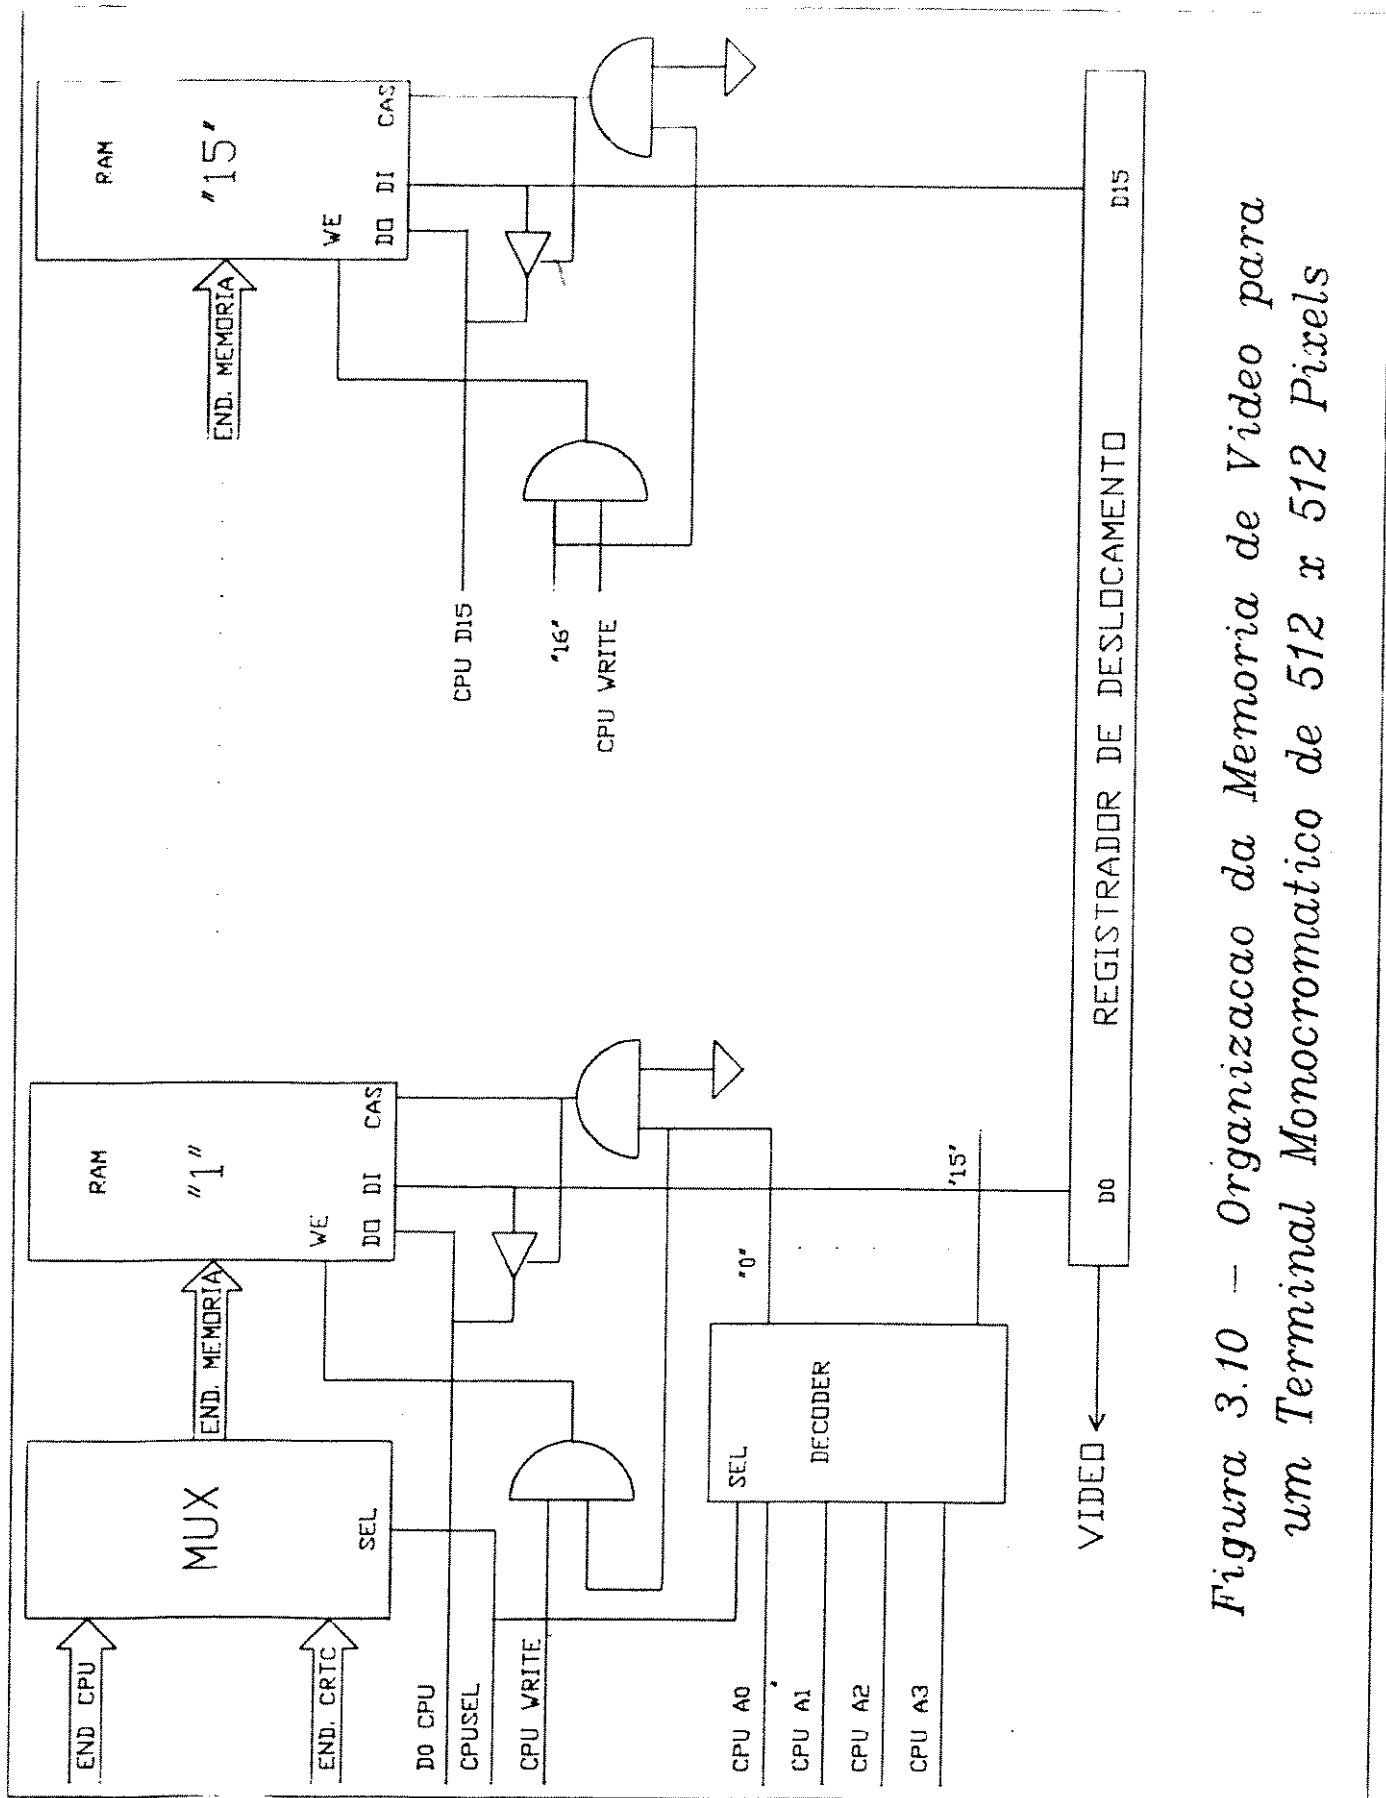 END CPU
END. CRTC
MUX
SEL
END. MEMORIA
RAM
"1"
WE
DO DI CAS
D0 CPU
CPUSEL
CPU WRITE
CPU A0
CPU A1
CPU A2
CPU A3
SEL
DECODER
"0"
"15"
END. MEMORIA
RAM
"15"
WE
DO DI CAS
CPU D15
"16"
CPU WRITE
VIDEO
D0
REGISTRADOR DE DESLOCAMENTO
D15
Figura 3.10 - Organizacao da Memoria de Video para
um Terminal Monocromatico de 512 x 512 Pixels